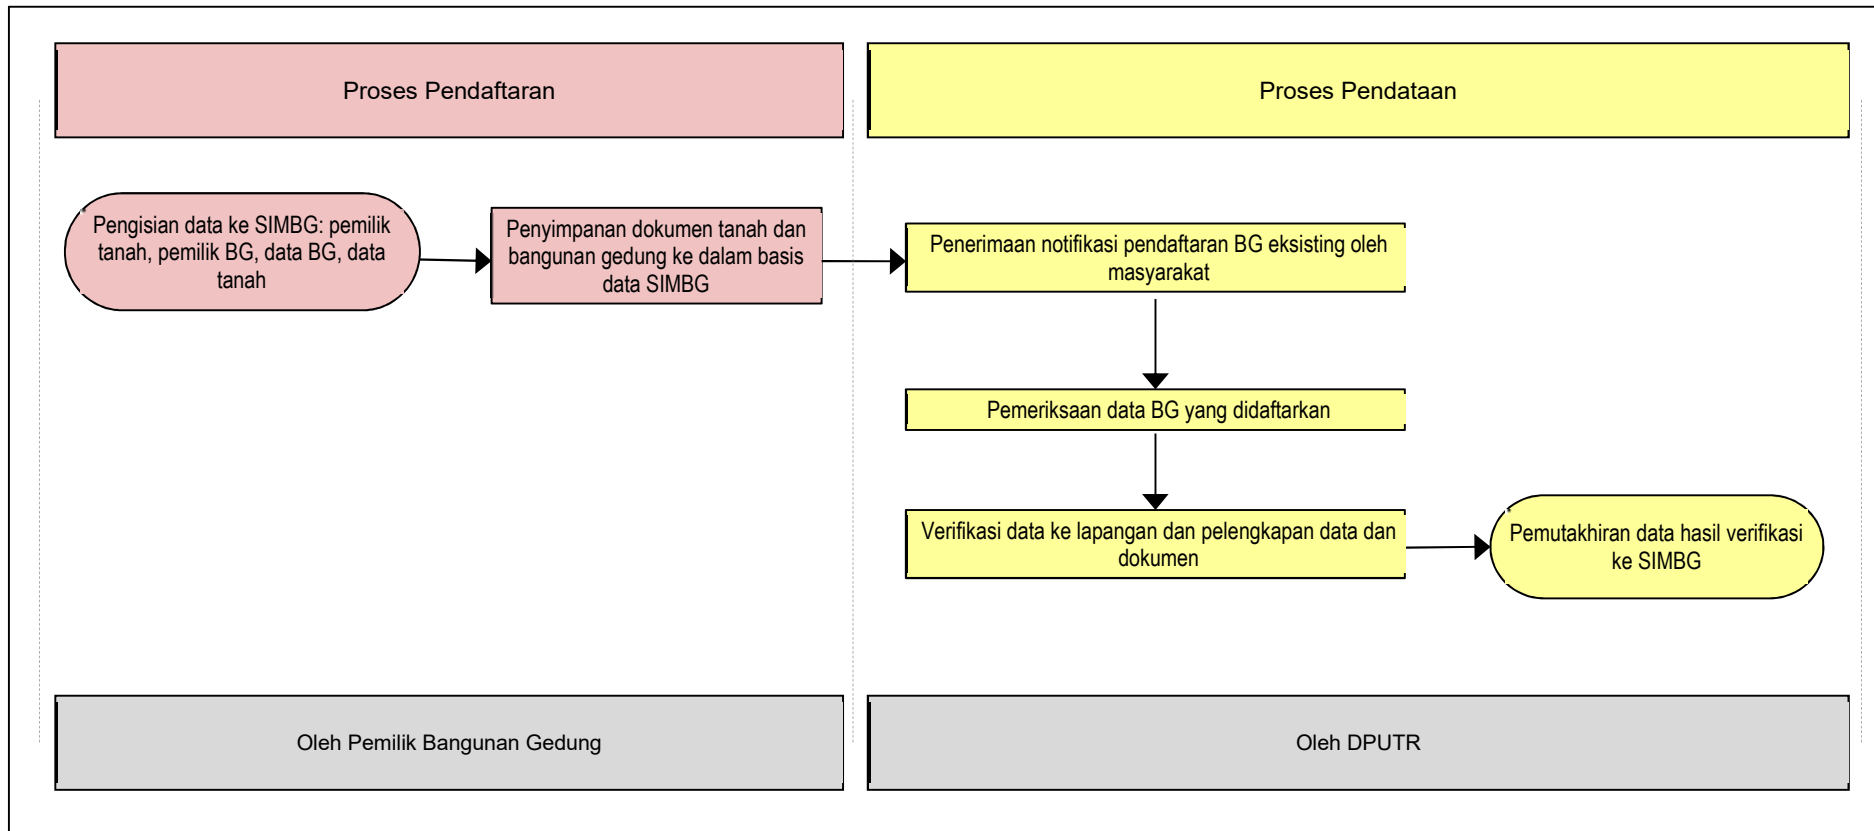 Proses Pendaftaran
Proses Pendataan
Pengisian data ke SIMBG: pemilik
tanah, pemilik BG, data BG, data
tanah
Penyimpanan dokumen tanah dan
bangunan gedung ke dalam basis
data SIMBG
Penerimaan notifikasi pendaftaran BG eksisting oleh
masyarakat
Pemeriksaan data BG yang didaftarkan
Verifikasi data ke lapangan dan pelengkapan data dan
dokumen
Pemutakhiran data hasil verifikasi
ke SIMBG
Oleh Pemilik Bangunan Gedung
Oleh DPUTR